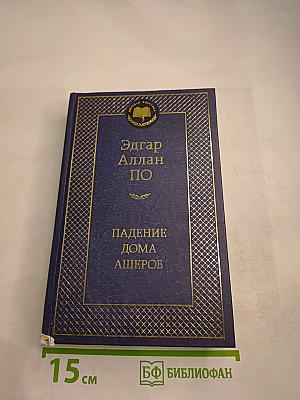 Эдгар
Аллан
ПО
ПАДЕНИЕ
ДОМА
АШЕРОВ
15 см
БФ БИБЛИОФАН